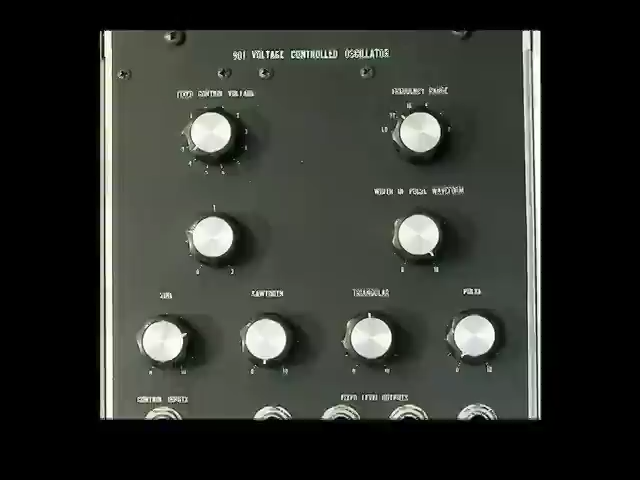 901 VOLTAGE CONTROLLED OSCILLATOR
FIXED CONTROL VOLTAGE
FREQUENCY RANGE
WIDTH OF PULSE WAVEFORM
SINE SAWTOOTH TRIANGULAR PULSE
CONTROL INPUTS FIXED LEVEL OUTPUTS